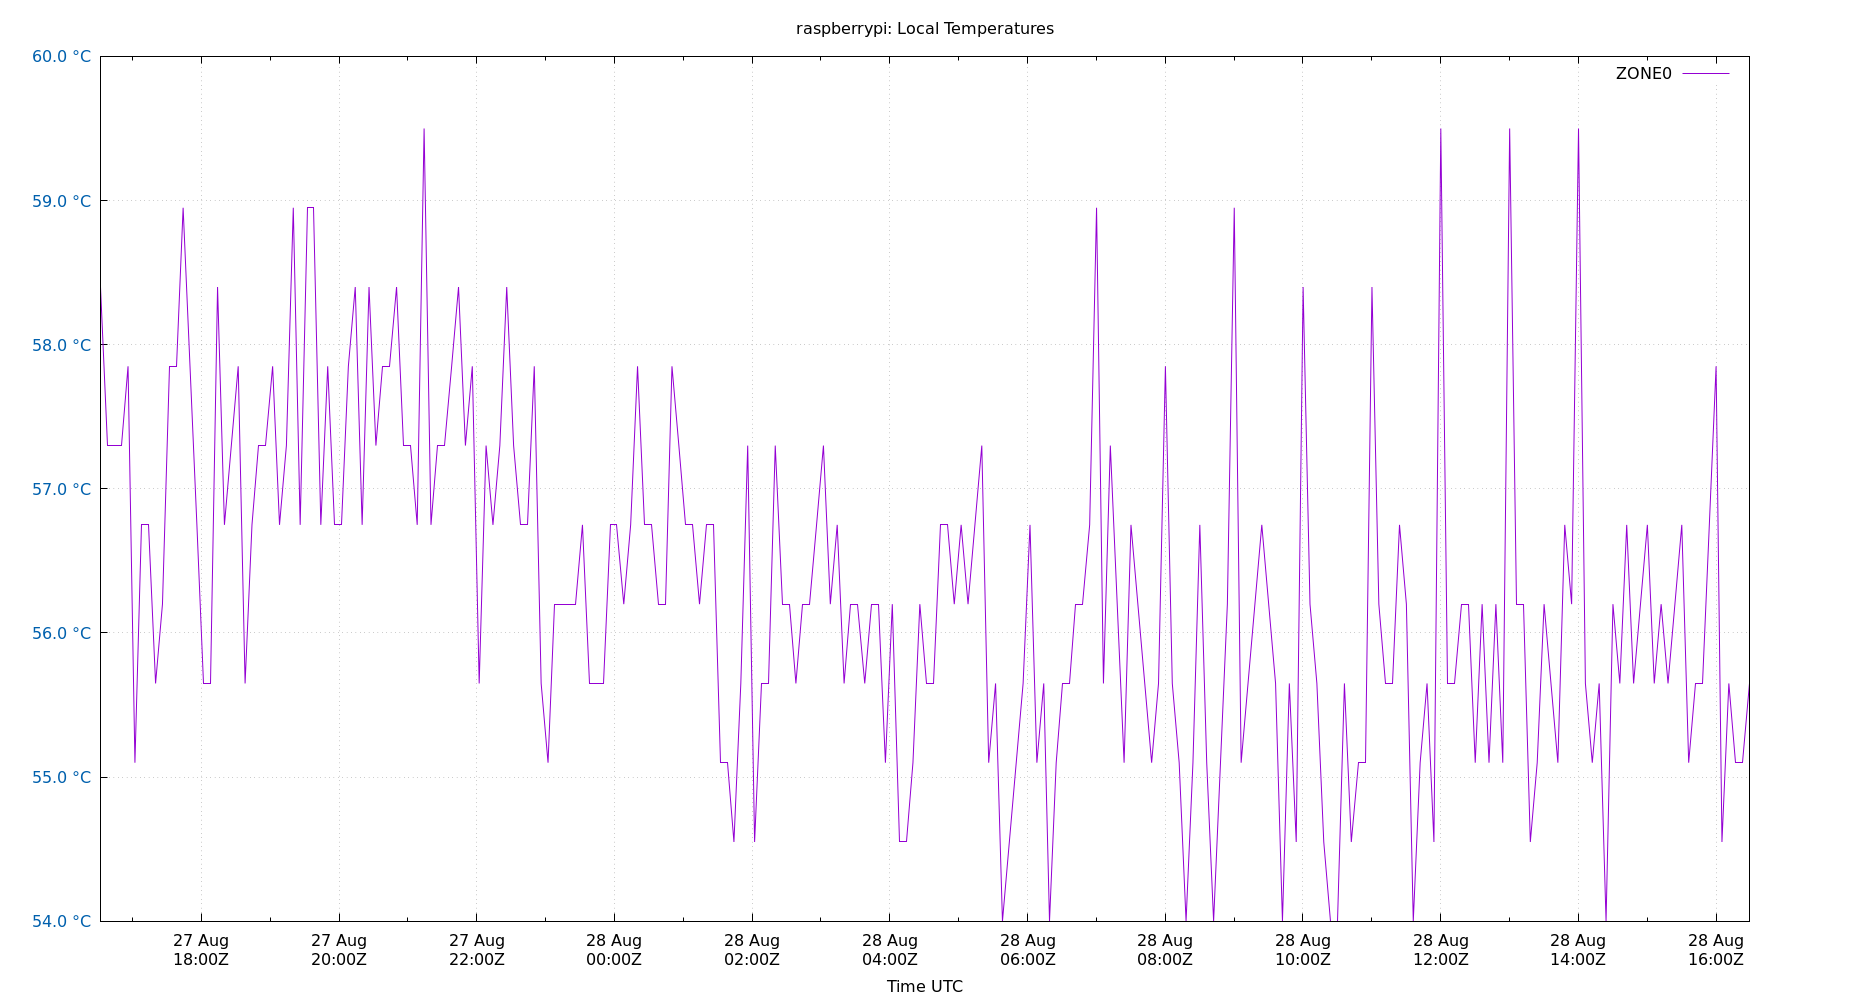 raspberrypi: Local Temperatures
60.0 °C
59.0 °C
58.0 °C
57.0 °C
56.0 °C
55.0 °C
54.0 °C
ZONE0
27 Aug
18:00Z
27 Aug
20:00Z
27 Aug
22:00Z
28 Aug
00:00Z
28 Aug
02:00Z
28 Aug
04:00Z
28 Aug
06:00Z
28 Aug
08:00Z
28 Aug
10:00Z
28 Aug
12:00Z
28 Aug
14:00Z
28 Aug
16:00Z
Time UTC